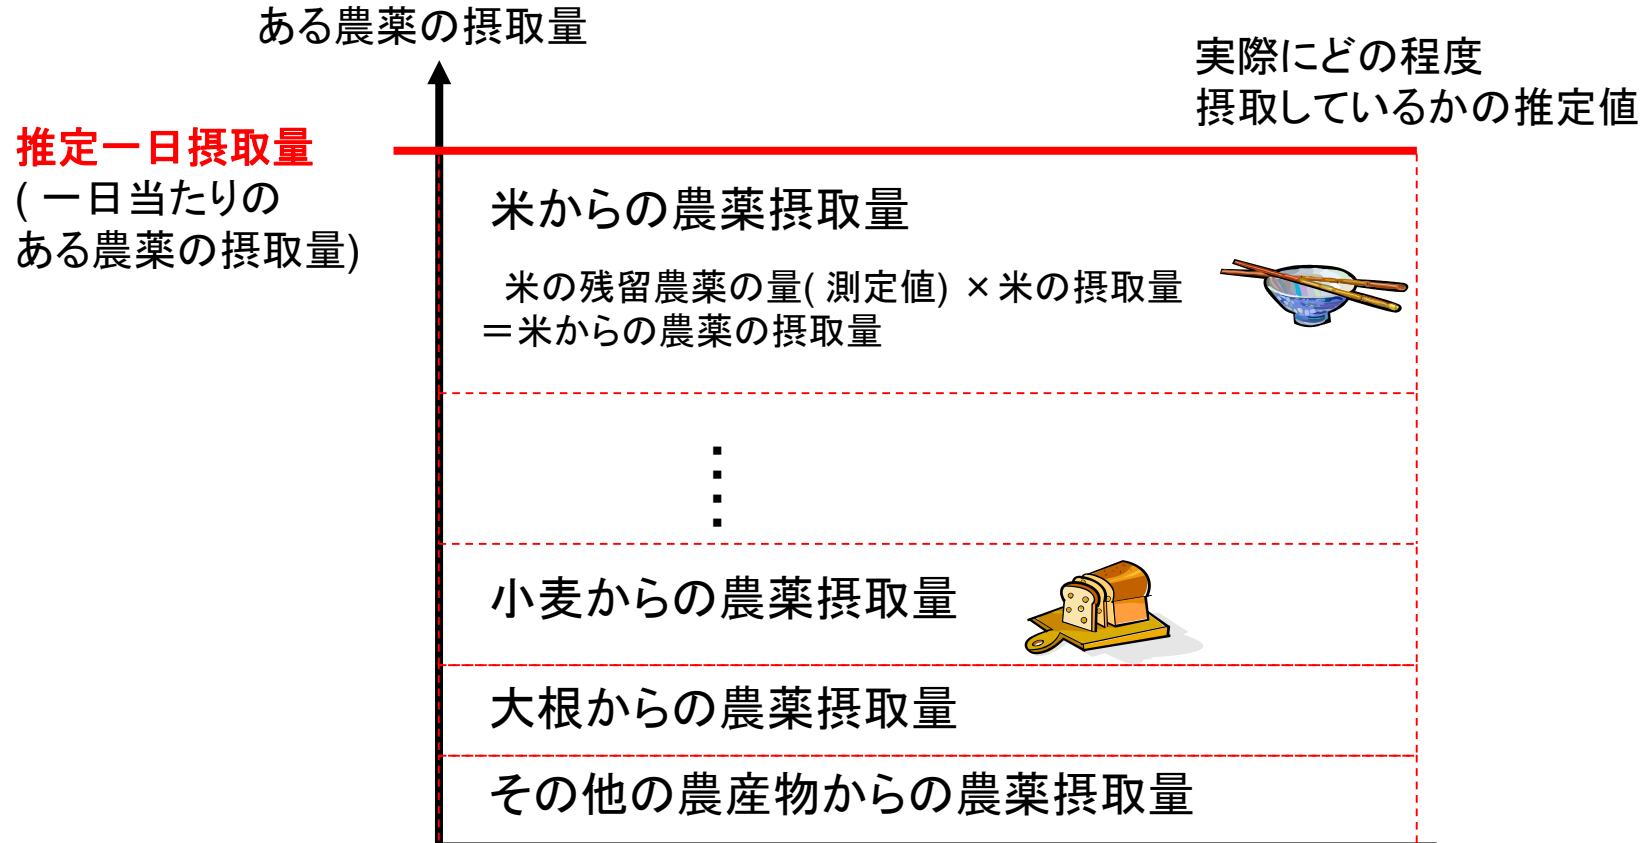 ある農薬の摂取量
実際にどの程度
摂取しているかの推定値
推定一日摂取量
( 一日当たりの
ある農薬の摂取量)
米からの農薬摂取量
米の残留農薬の量( 測定値) ×米の摂取量
＝米からの農薬の摂取量
小麦からの農薬摂取量
大根からの農薬摂取量
その他の農産物からの農薬摂取量